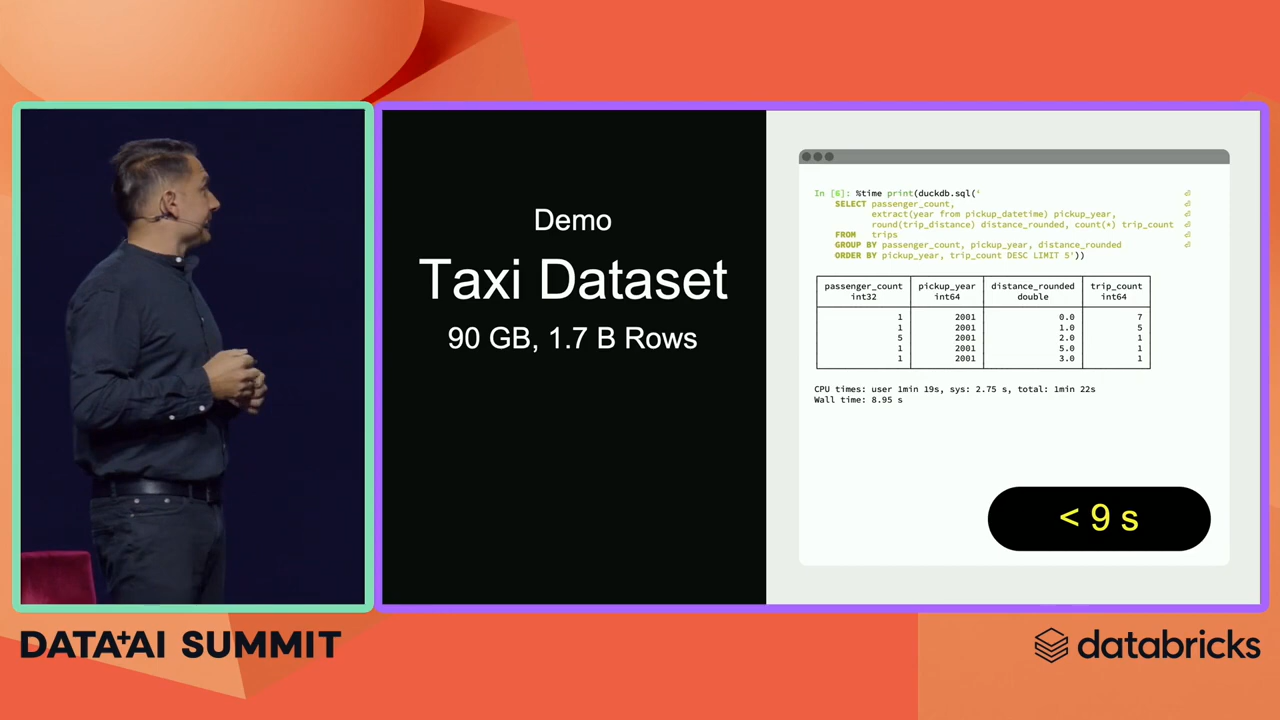 Demo
Taxi Dataset
90 GB, 1.7 B Rows
In [6]: %time print(duckdb.sql('
SELECT passenger_count,
extract(year from pickup_datetime) pickup_year,
round(trip_distance) distance_rounded, count(*) trip_count
FROM trips
GROUP BY passenger_count, pickup_year, distance_rounded
ORDER BY pickup_year, trip_count DESC LIMIT 5'))
passenger_count pickup_year distance_rounded trip_count
int32 int64 double int64
1 2001 0.0 7
1 2001 1.0 5
5 2001 2.0 1
1 2001 5.0 1
1 2001 3.0 1
CPU times: user 1min 19s, sys: 2.75 s, total: 1min 22s
Wall time: 8.95 s
< 9 s
DATA+AI SUMMIT
databricks